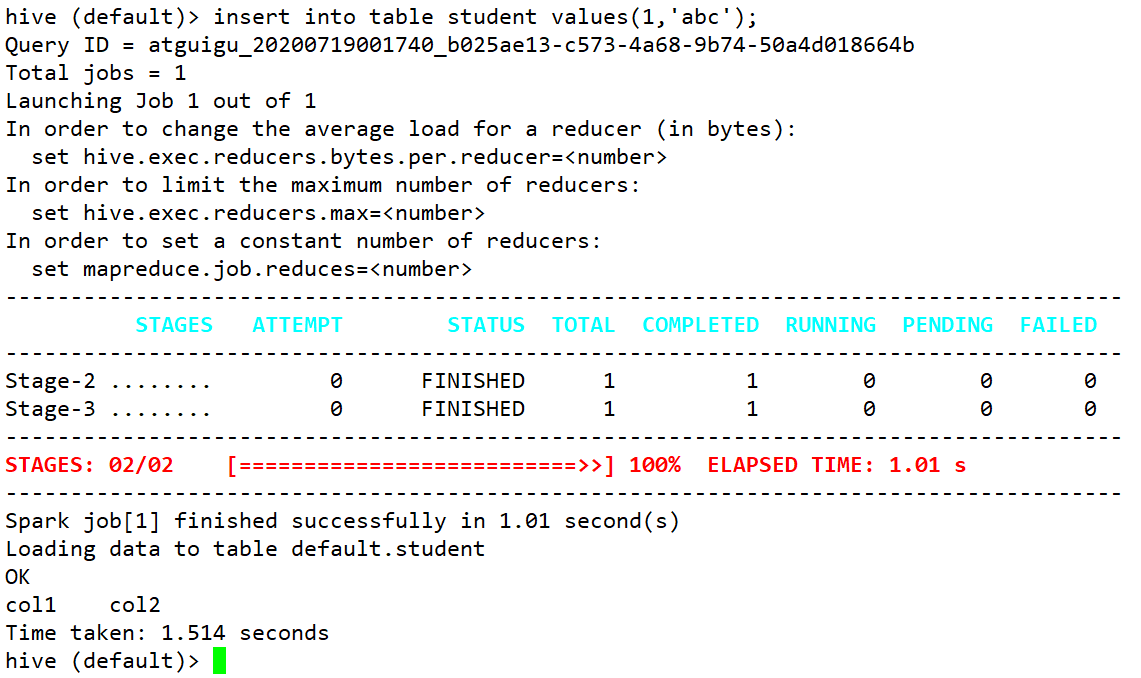 hive (default)> insert into table student values(1,'abc');
Query ID = atguigu_20200719001740_b025ae13-c573-4a68-9b74-50a4d018664b
Total jobs = 1
Launching Job 1 out of 1
In order to change the average load for a reducer (in bytes):
  set hive.exec.reducers.bytes.per.reducer=<number>
In order to limit the maximum number of reducers:
  set hive.exec.reducers.max=<number>
In order to set a constant number of reducers:
  set mapreduce.job.reduces=<number>
--------------------------------------------------------------------------------------
          STAGES   ATTEMPT        STATUS  TOTAL  COMPLETED  RUNNING  PENDING  FAILED
--------------------------------------------------------------------------------------
Stage-2 ........         0      FINISHED      1          1        0        0       0
Stage-3 ........         0      FINISHED      1          1        0        0       0
--------------------------------------------------------------------------------------
STAGES: 02/02    [==========================>>] 100%  ELAPSED TIME: 1.01 s
--------------------------------------------------------------------------------------
Spark job[1] finished successfully in 1.01 second(s)
Loading data to table default.student
OK
col1    col2
Time taken: 1.514 seconds
hive (default)>